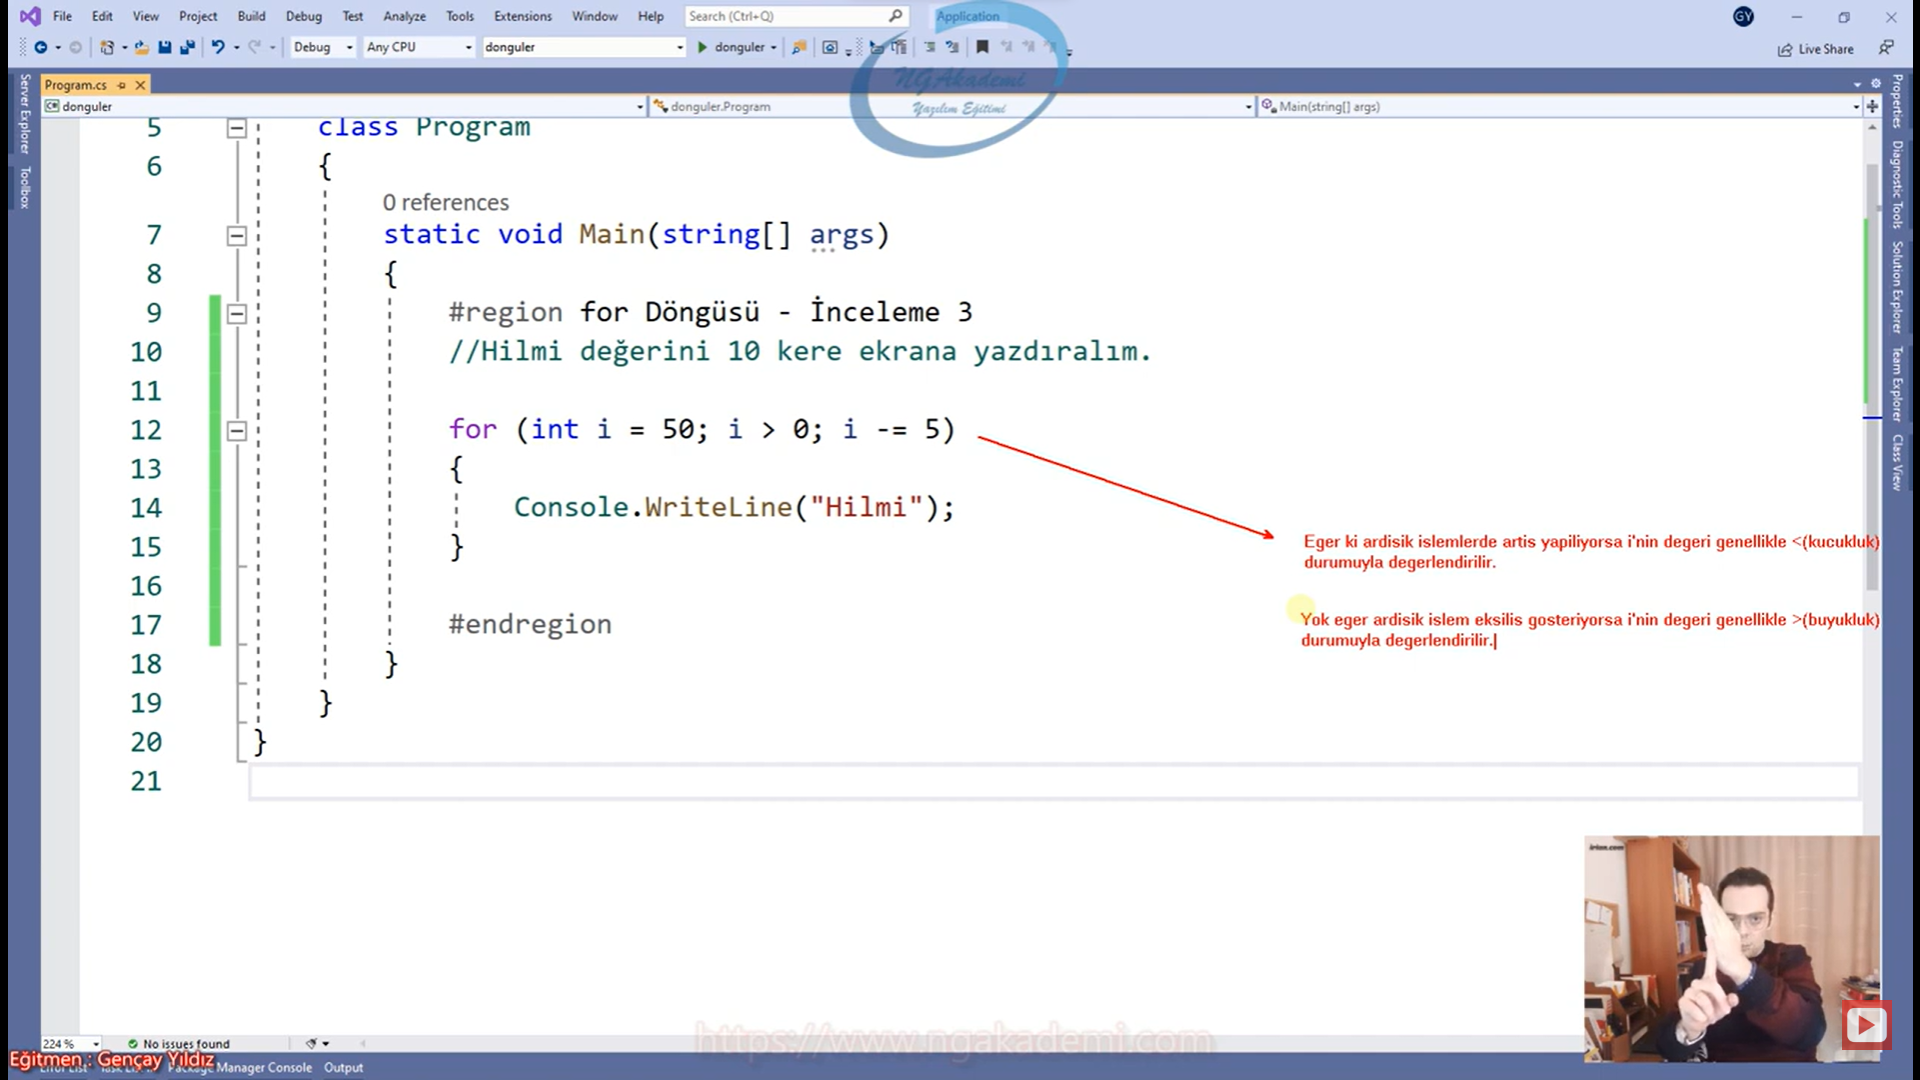 File Edit View Project Build Debug Test Analyze Tools Extensions Window Help Search (Ctrl+Q) Application GY
Debug Any CPU donguler donguler Live Share
NGAkademi
Yazılım Eğitimi
Program.cs
donguler donguler.Program Main(string[] args)
Server Explorer
Toolbox
Properties
Diagnostic Tools
Solution Explorer
Team Explorer
Class View
5 class Program
6 {
0 references
7 static void Main(string[] args)
8 {
9 #region for Döngüsü - İnceleme 3
10 //Hilmi değerini 10 kere ekrana yazdıralım.
11
12 for (int i = 50; i > 0; i -= 5)
13 {
14 Console.WriteLine("Hilmi");
15 }
16
17 #endregion
18 }
19 }
20 }
21
Eger ki ardisik islemlerde artis yapiliyorsa i'nin degeri genellikle <(kucukluk)
durumuyla degerlendirilir.
Yok eger ardisik islem eksilis gosteriyorsa i'nin degeri genellikle >(buyukluk)
durumuyla degerlendirilir.
https://www.ngakademi.com
224 % No issues found
Eğitmen : Gençay Yıldız
Error List Package Manager Console Output